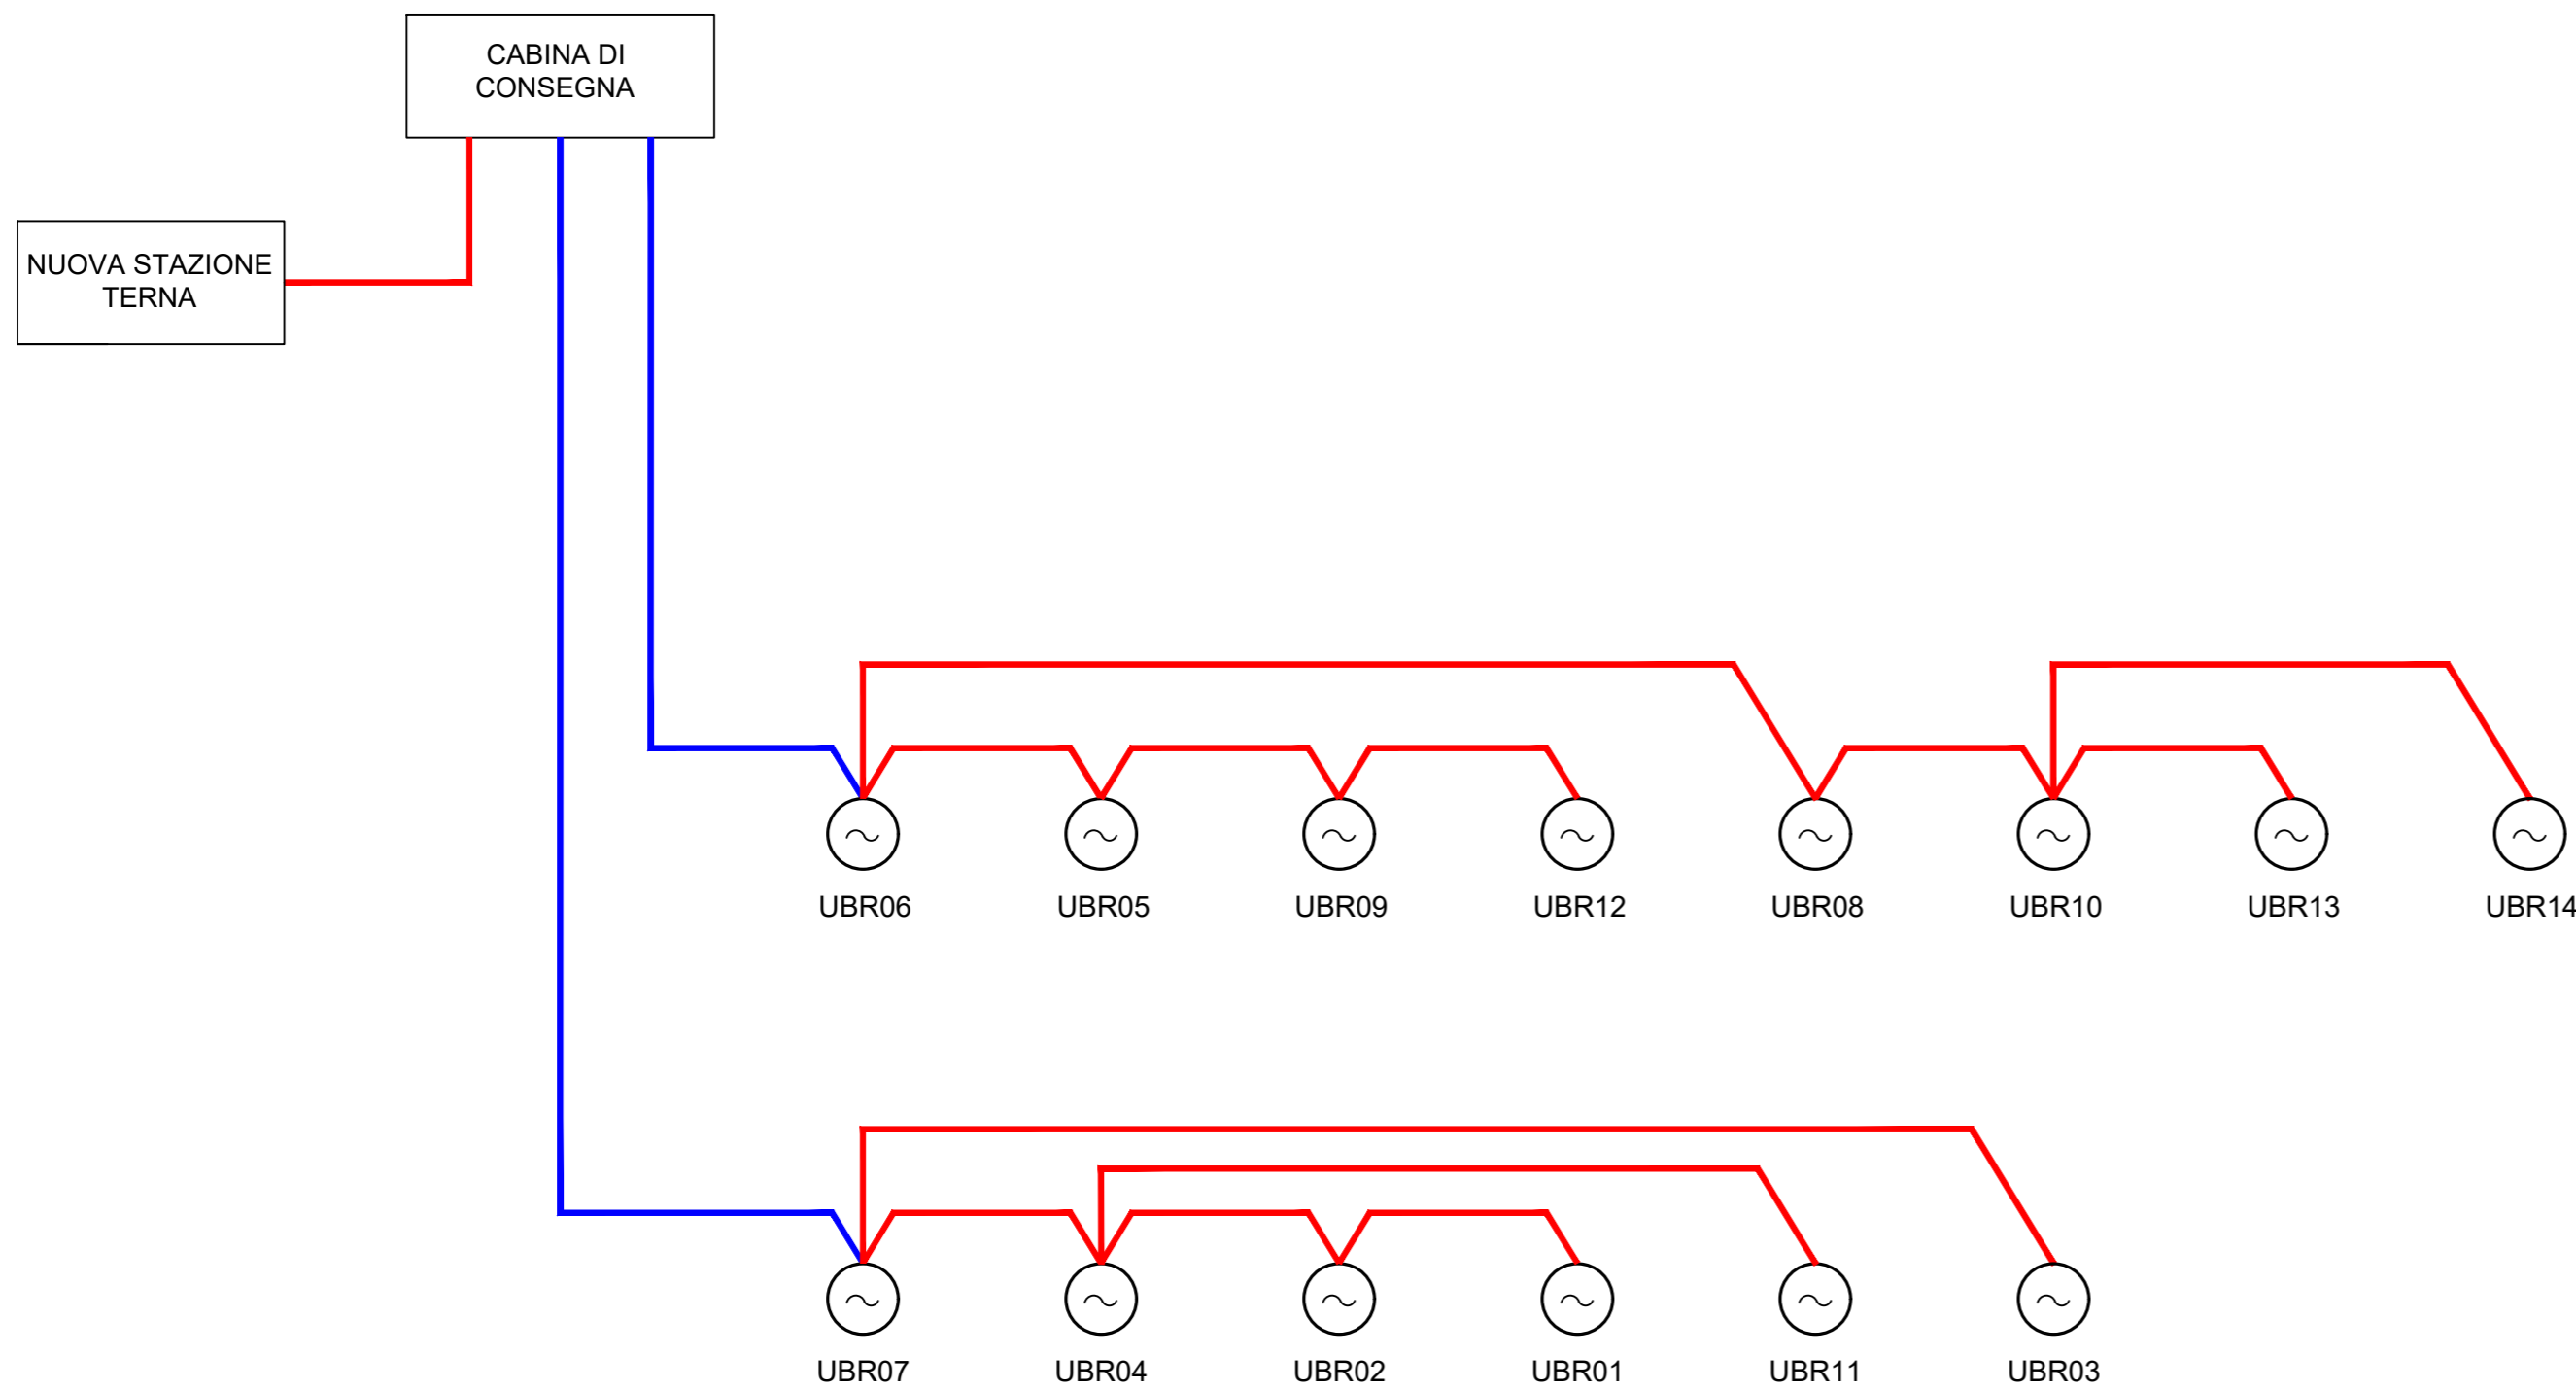 CABINA DI
CONSEGNA
NUOVA STAZIONE
TERNA
UBR06 UBR05 UBR09 UBR12 UBR08 UBR10 UBR13 UBR14
UBR07 UBR04 UBR02 UBR01 UBR11 UBR03